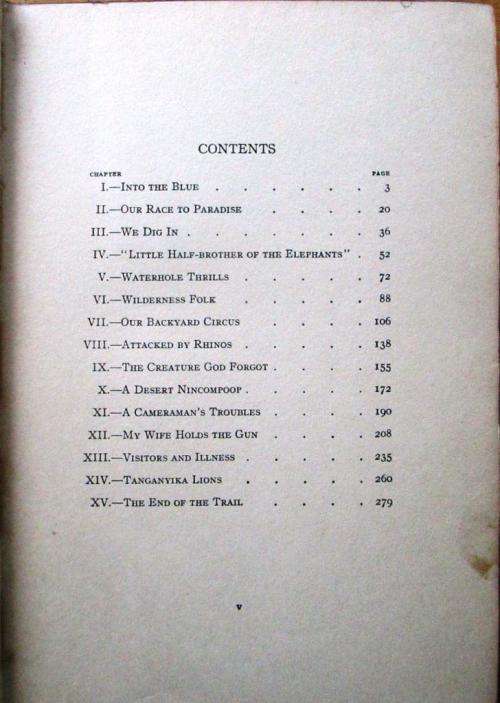 CONTENTS
CHAPTER PAGE
I.—Into the Blue . . . . . . 3
II.—Our Race to Paradise . . . . 20
III.—We Dig In . . . . . . . 36
IV.—"Little Half-brother of the Elephants" . 52
V.—Waterhole Thrills . . . . . 72
VI.—Wilderness Folk . . . . . 88
VII.—Our Backyard Circus . . . . 106
VIII.—Attacked by Rhinos . . . . . 138
IX.—The Creature God Forgot . . . . 155
X.—A Desert Nincompoop . . . . . 172
XI.—A Cameraman's Troubles . . . . 190
XII.—My Wife Holds the Gun . . . . 208
XIII.—Visitors and Illness . . . . . 235
XIV.—Tanganyika Lions . . . . . 260
XV.—The End of the Trail . . . . 279
v